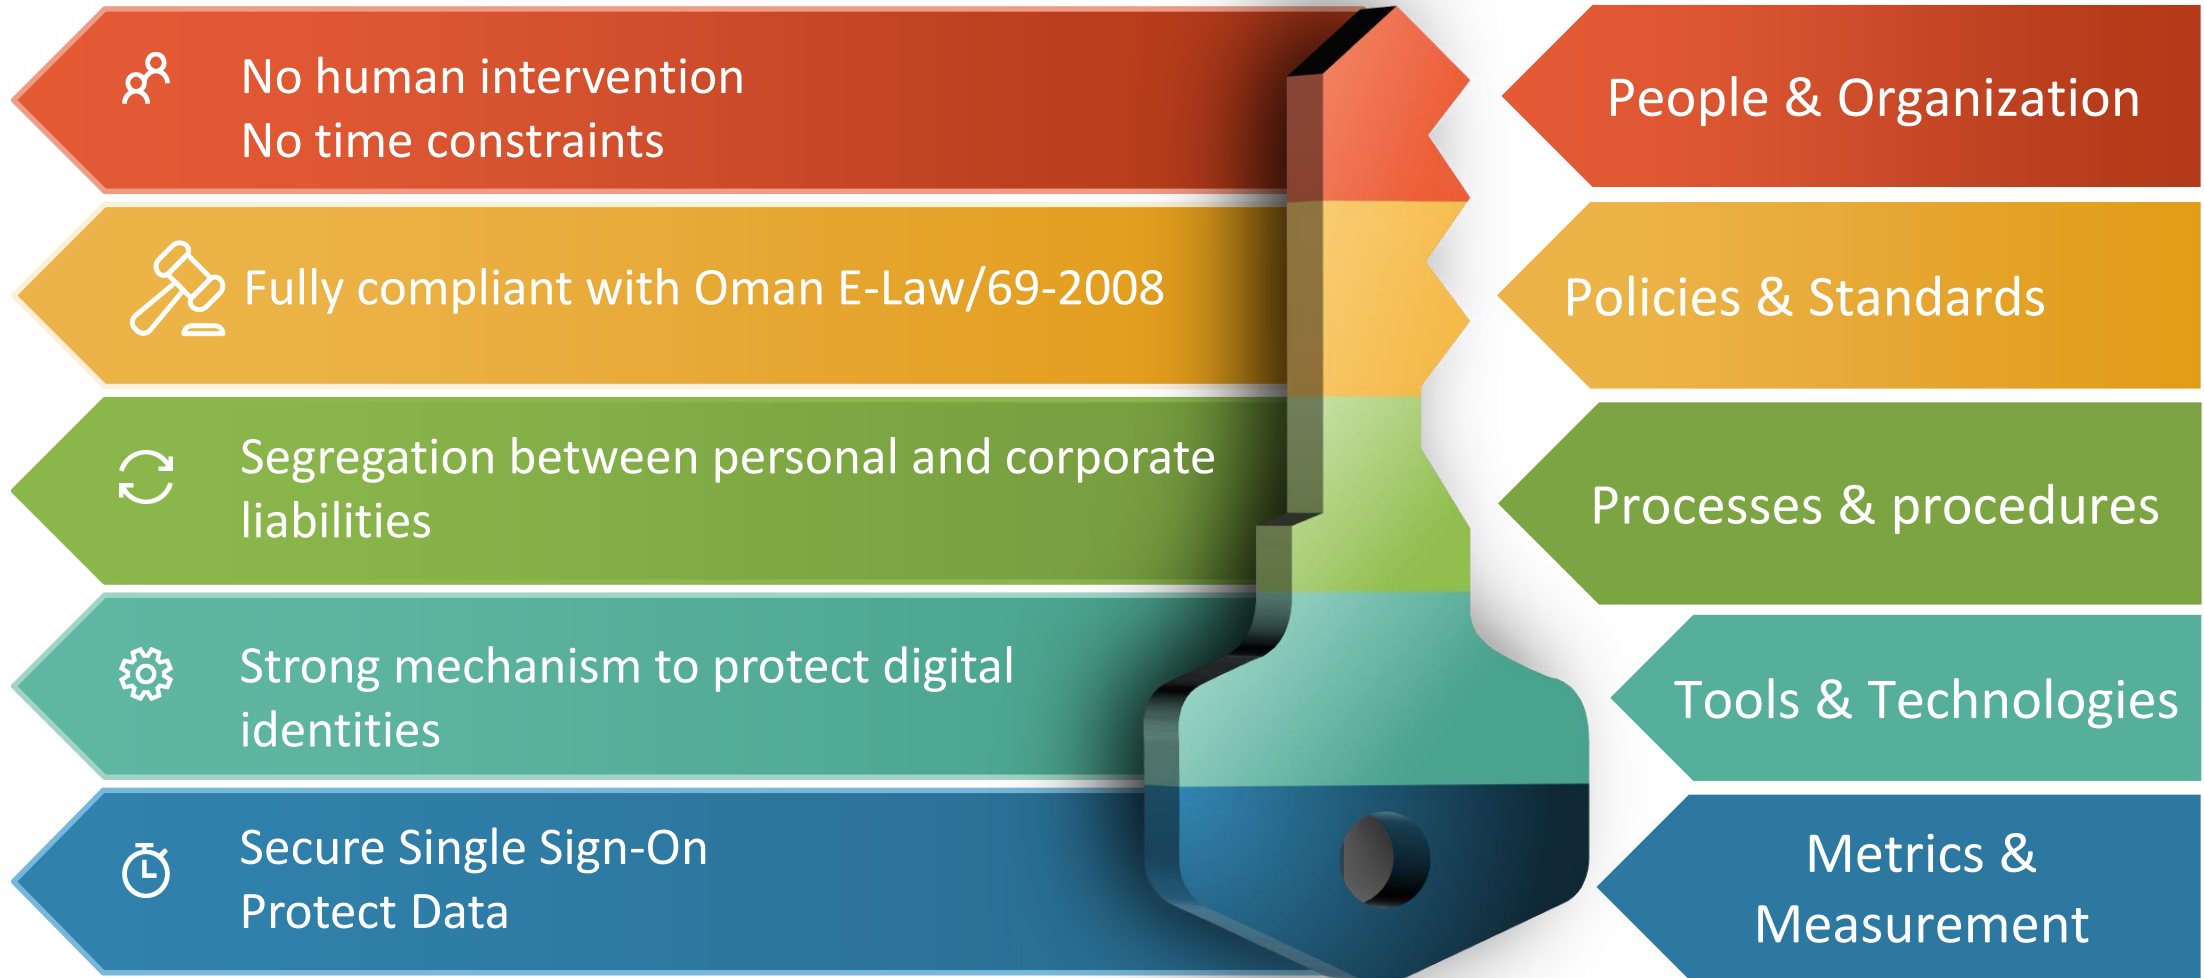 No human intervention
No time constraints
People & Organization
Fully compliant with Oman E-Law/69-2008
Policies & Standards
Segregation between personal and corporate
liabilities
Processes & procedures
Strong mechanism to protect digital
identities
Tools & Technologies
Secure Single Sign-On
Protect Data
Metrics &
Measurement